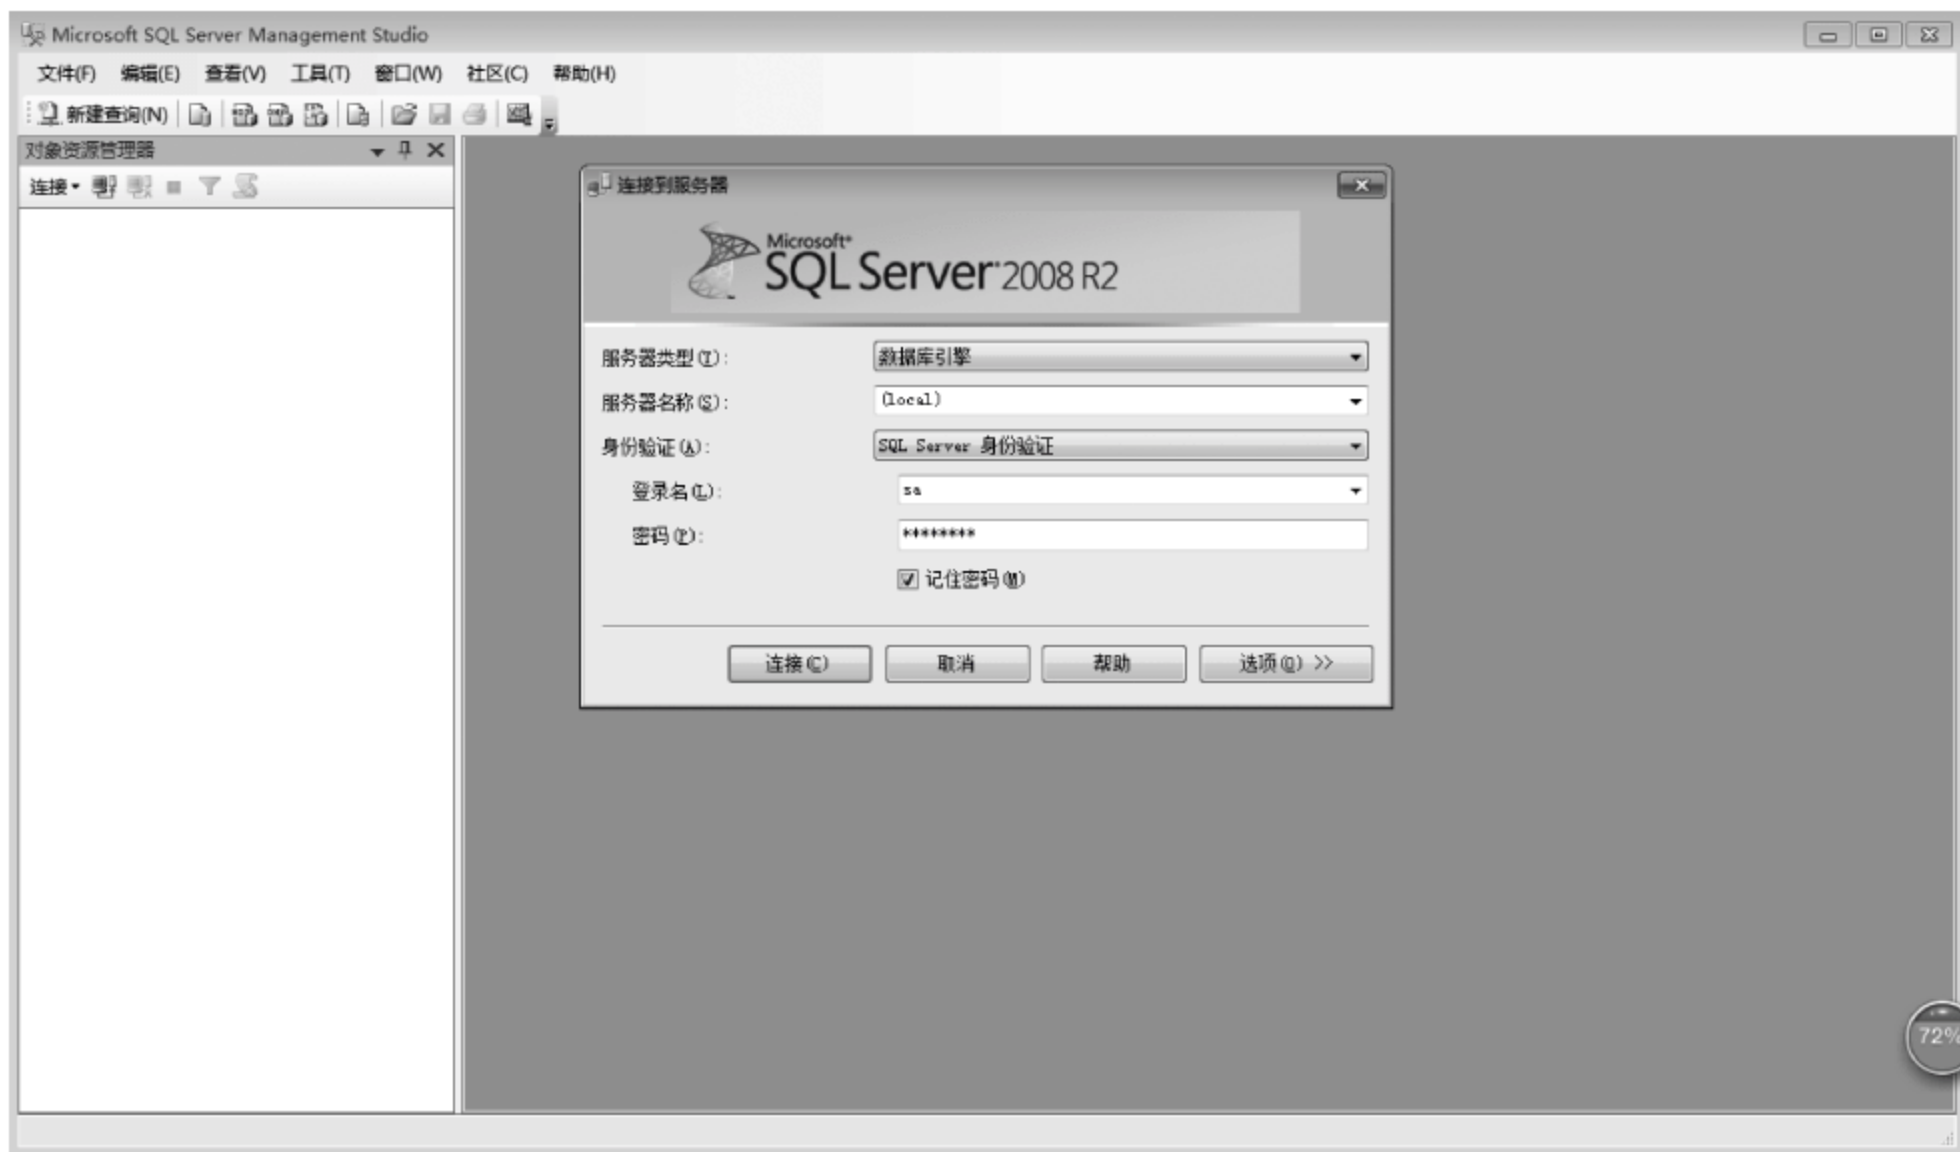 Microsoft SQL Server Management Studio
文件(F) 编辑(E) 查看(V) 工具(T) 窗口(W) 社区(C) 帮助(H)
新建查询(N)
对象资源管理器
连接
连接到服务器
Microsoft®
SQL Server 2008 R2
服务器类型(T): 数据库引擎
服务器名称(S): (local)
身份验证(A): SQL Server 身份验证
登录名(L): sa
密码(P): ********
记住密码(M)
连接(C) 取消 帮助 选项(O) >>
72%